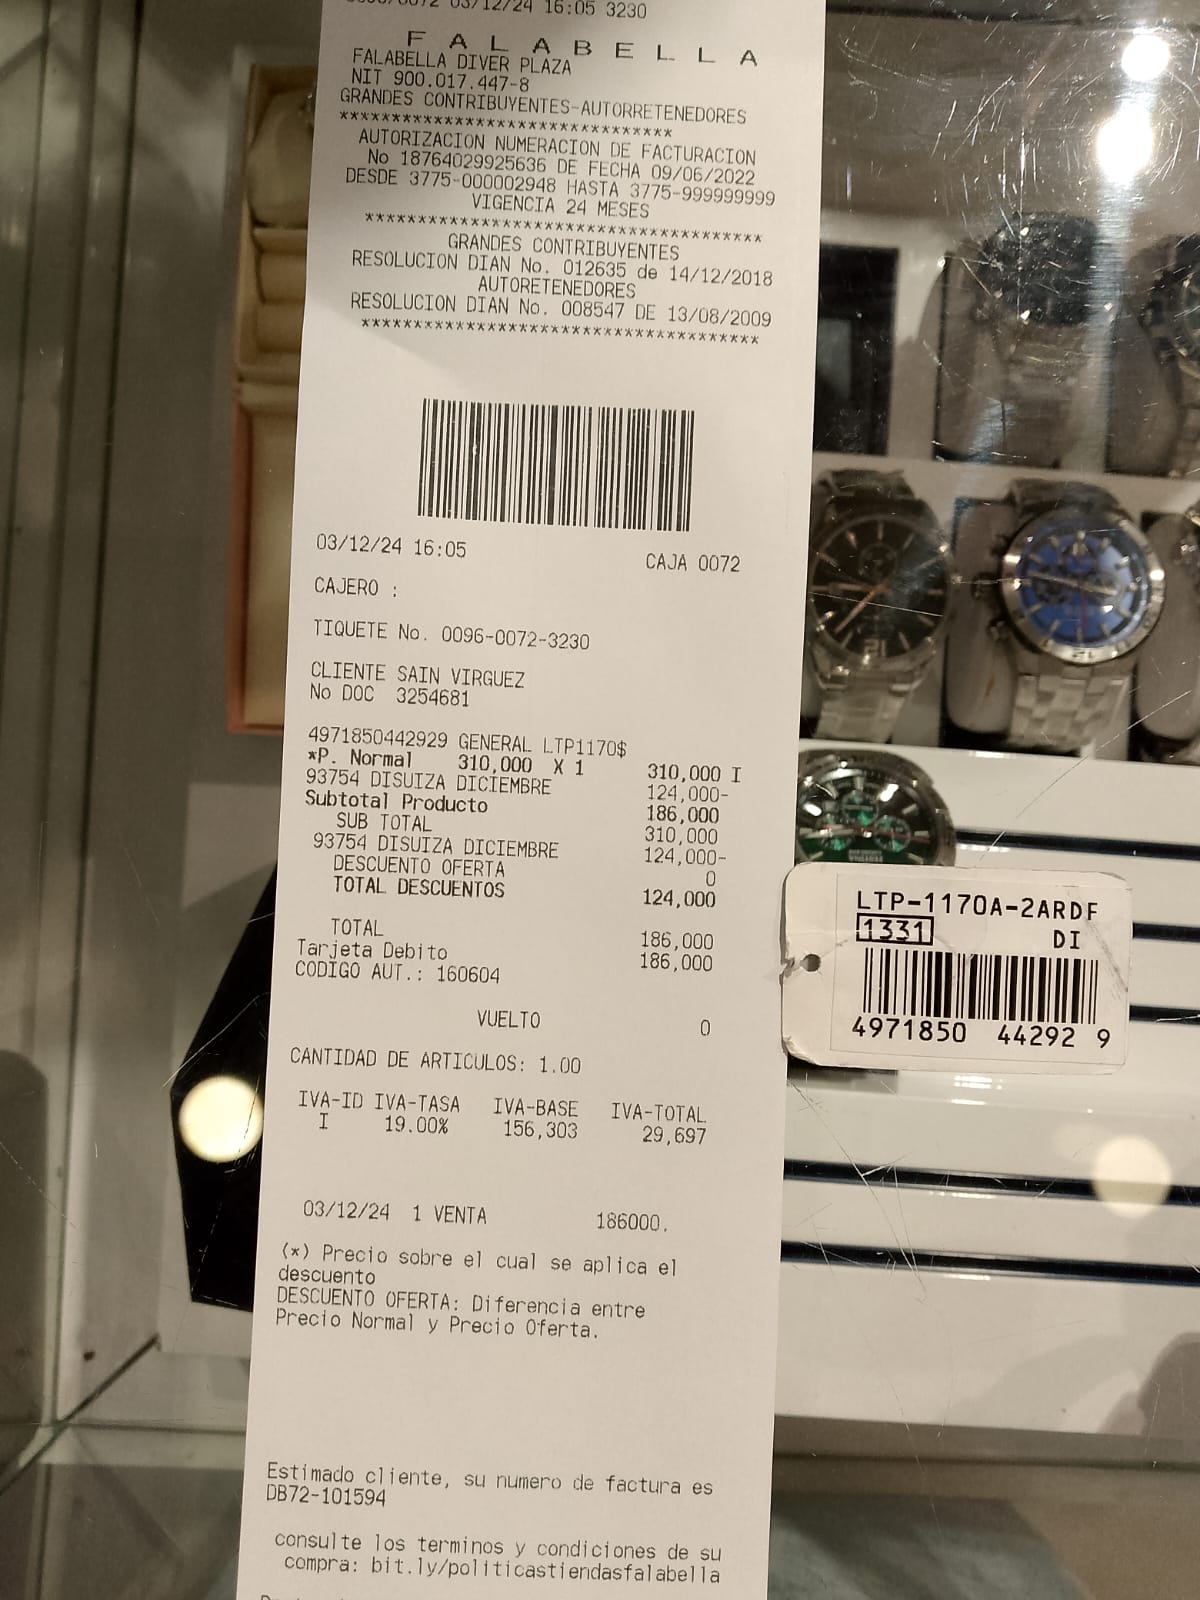 03/12/24 16:05 3230
FALABELLA
FALABELLA DIVER PLAZA
NIT 900.017.447-8
GRANDES CONTRIBUYENTES-AUTORRETENEDORES
*******************************
AUTORIZACION NUMERACION DE FACTURACION
No 18764029925636 DE FECHA 09/06/2022
DESDE 3775-000002948 HASTA 3775-999999999
VIGENCIA 24 MESES
*************************************
GRANDES CONTRIBUYENTES
RESOLUCION DIAN No. 012635 de 14/12/2018
AUTORETENEDORES
RESOLUCION DIAN No. 008547 DE 13/08/2009
*************************************
03/12/24 16:05 CAJA 0072
CAJERO :
TIQUETE No. 0096-0072-3230
CLIENTE SAIN VIRGUEZ
No DOC 3254681
4971850442929 GENERAL LTP1170$
*P. Normal 310,000 X 1 310,000 I
93754 DISUIZA DICIEMBRE 124,000-
Subtotal Producto 186,000
SUB TOTAL 310,000
93754 DISUIZA DICIEMBRE 124,000-
DESCUENTO OFERTA 0
TOTAL DESCUENTOS 124,000
TOTAL 186,000
Tarjeta Debito 186,000
CODIGO AUT.: 160604
VUELTO 0
CANTIDAD DE ARTICULOS: 1.00
IVA-ID IVA-TASA IVA-BASE IVA-TOTAL
I 19.00% 156,303 29,697
03/12/24 1 VENTA 186000.
(*) Precio sobre el cual se aplica el
descuento
DESCUENTO OFERTA: Diferencia entre
Precio Normal y Precio Oferta.
Estimado cliente, su numero de factura es
DB72-101594
consulte los terminos y condiciones de su
compra: bit.ly/politicastiendasfalabella
LTP-1170A-2ARDF
1331 DI
4971850 44292 9